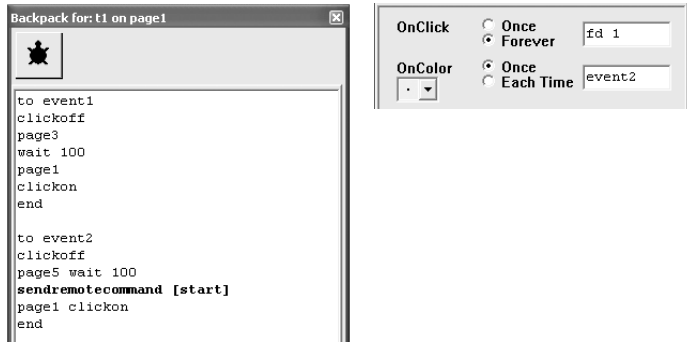 Backpack for: t1 on page1
to event1
clickoff
page3
wait 100
page1
clickon
end
to event2
clickoff
page5 wait 100
sendremotecommand [start]
page1 clickon
end
OnClick Once
Forever fd 1
OnColor Once
Each Time event2